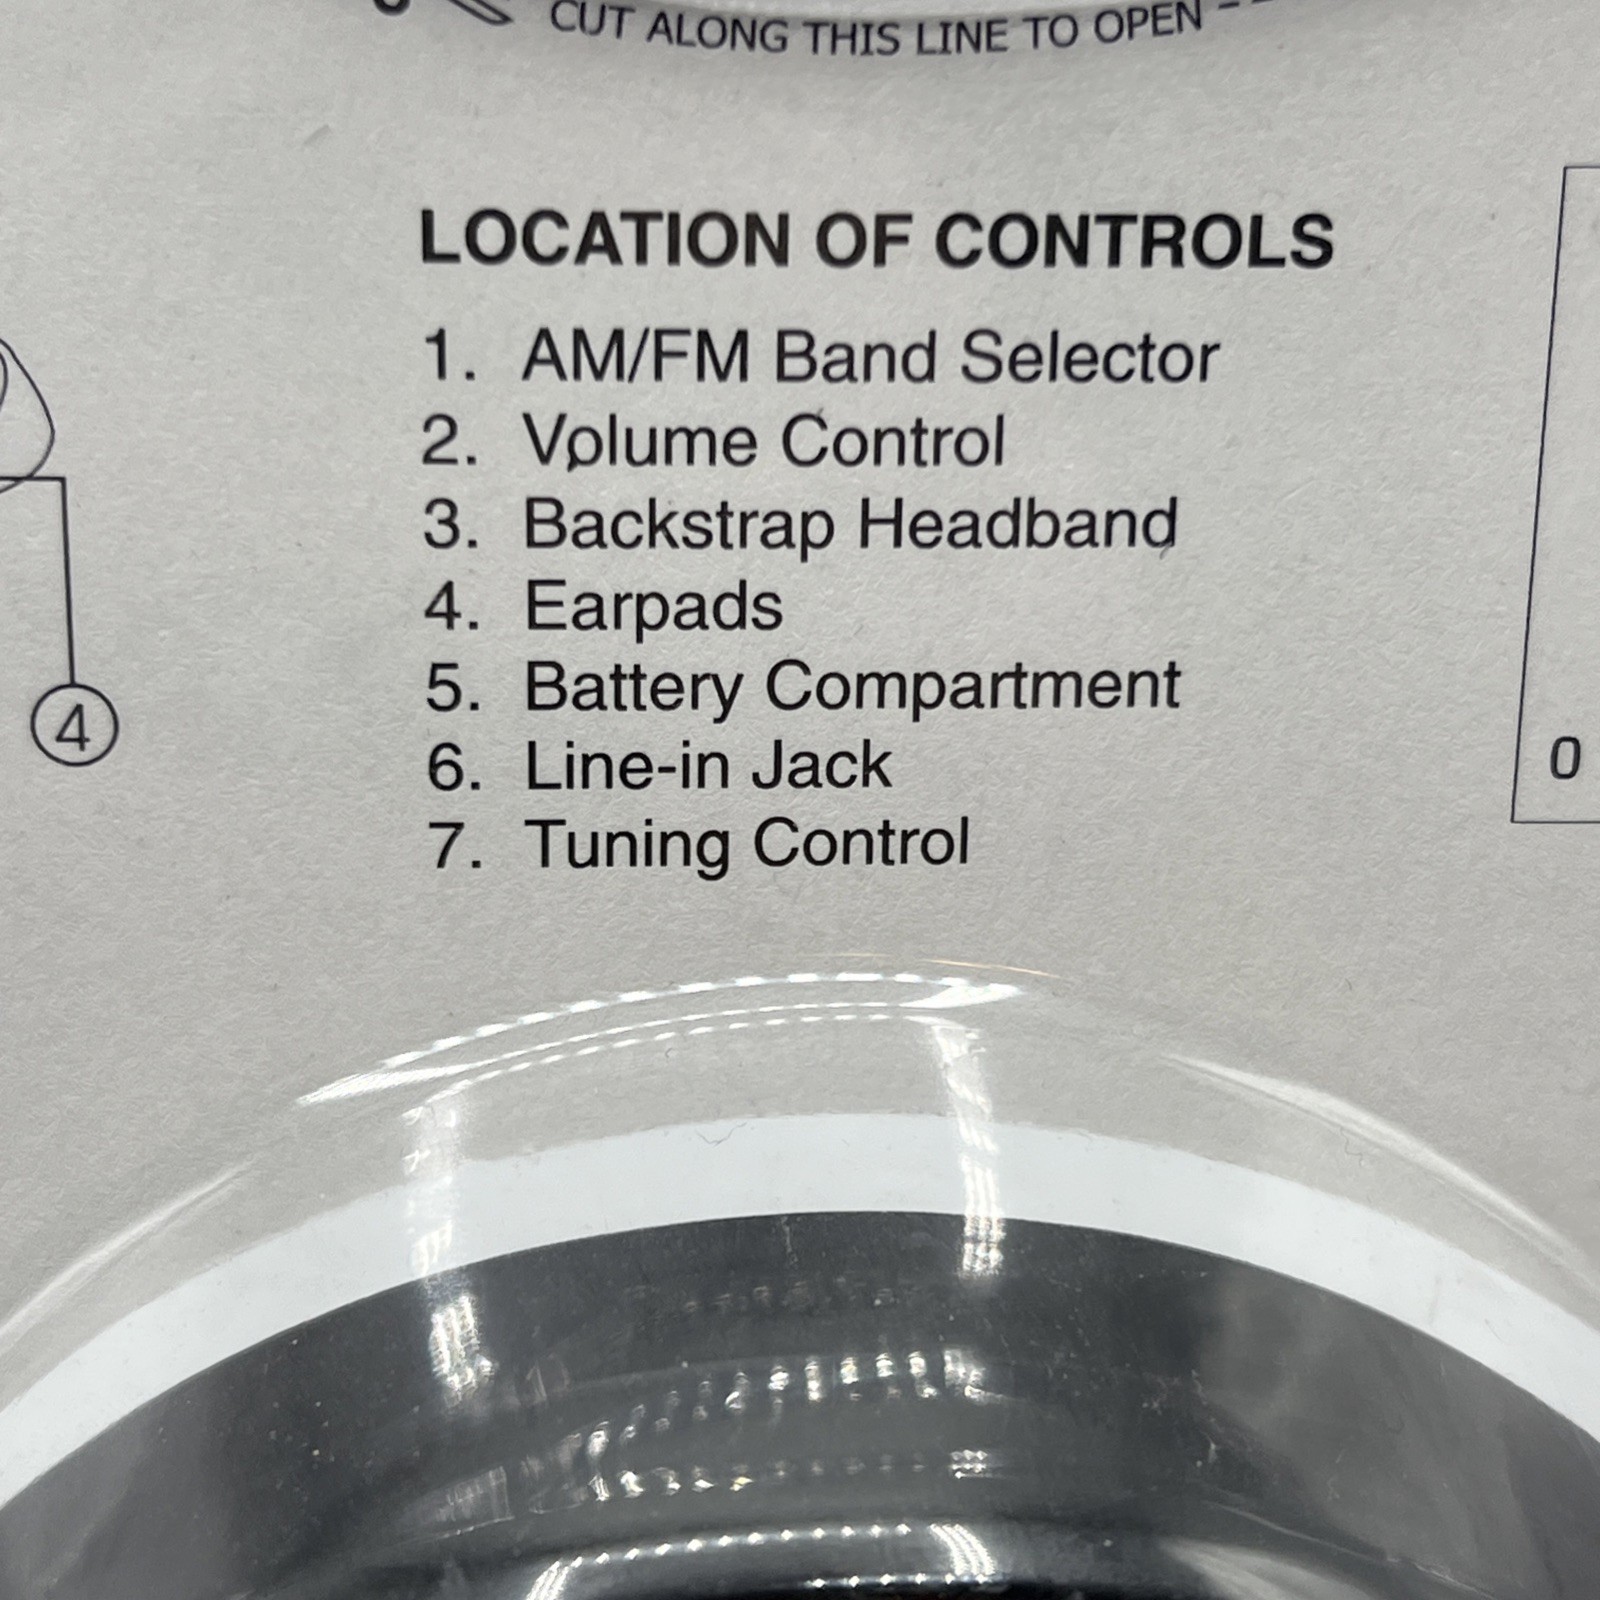 CUT ALONG THIS LINE TO OPEN
LOCATION OF CONTROLS
1. AM/FM Band Selector
2. Volume Control
3. Backstrap Headband
4. Earpads
5. Battery Compartment
6. Line-in Jack
7. Tuning Control
4
0